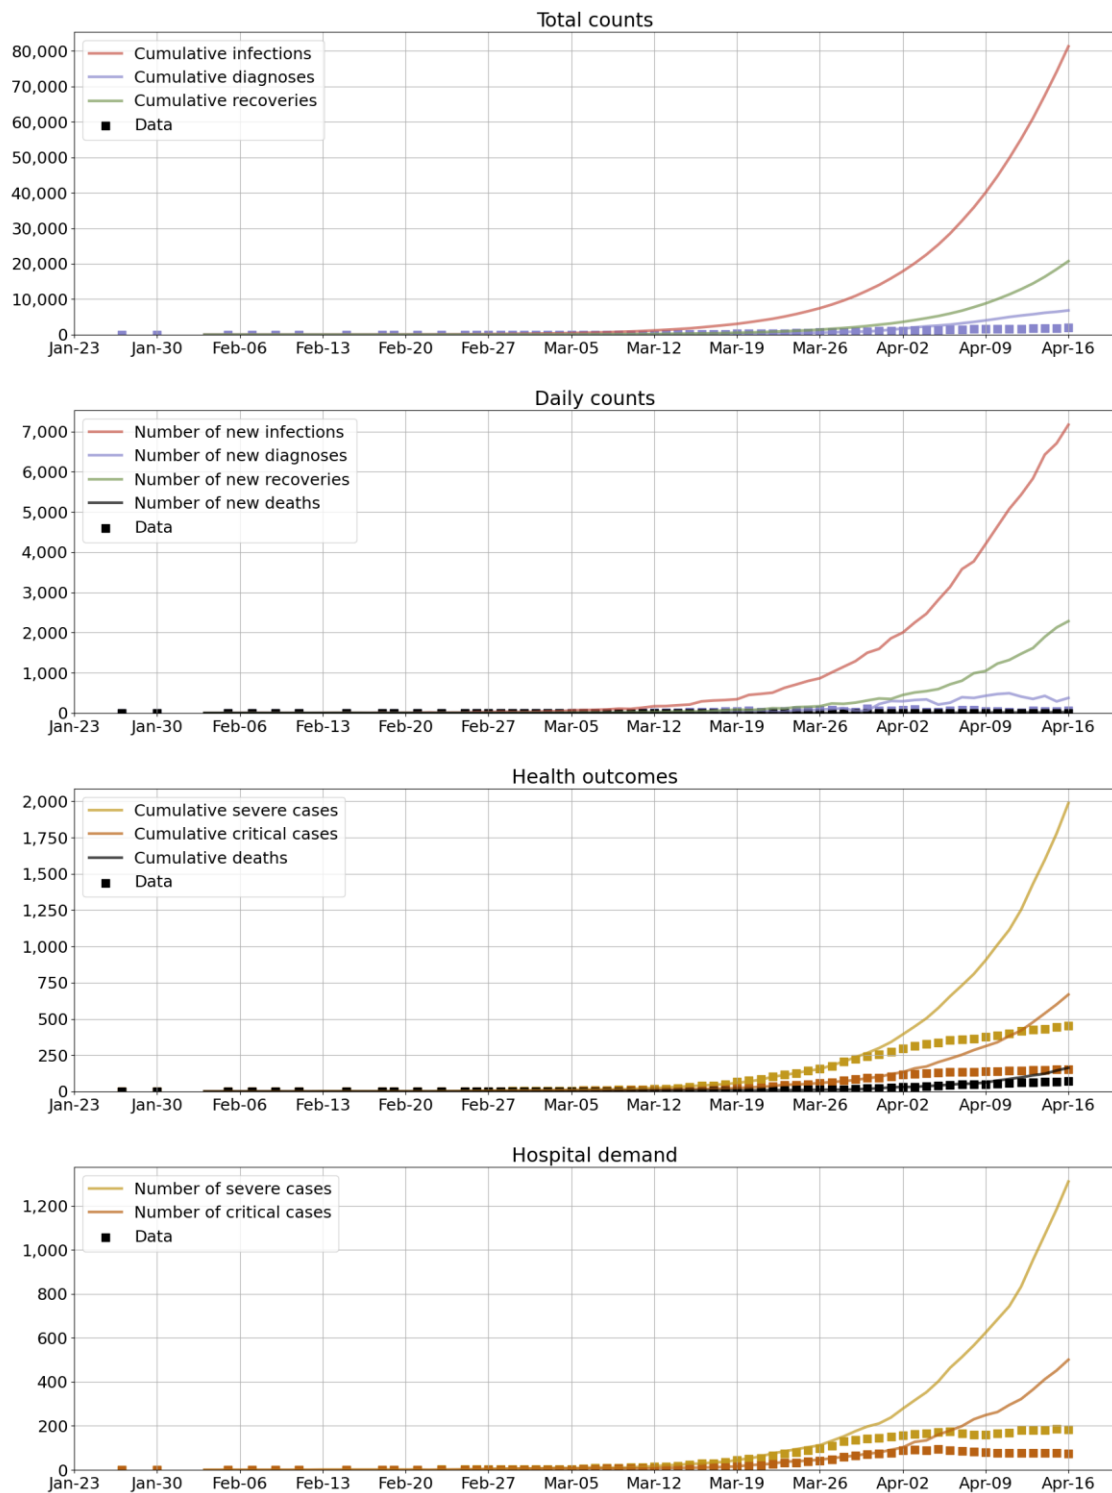 Total counts
80,000
70,000
60,000
50,000
40,000
30,000
20,000
10,000
0
Cumulative infections
Cumulative diagnoses
Cumulative recoveries
Data
Jan-23 Jan-30 Feb-06 Feb-13 Feb-20 Feb-27 Mar-05 Mar-12 Mar-19 Mar-26 Apr-02 Apr-09 Apr-16
Daily counts
7,000
6,000
5,000
4,000
3,000
2,000
1,000
0
Number of new infections
Number of new diagnoses
Number of new recoveries
Number of new deaths
Data
Jan-23 Jan-30 Feb-06 Feb-13 Feb-20 Feb-27 Mar-05 Mar-12 Mar-19 Mar-26 Apr-02 Apr-09 Apr-16
Health outcomes
2,000
1,750
1,500
1,250
1,000
750
500
250
0
Cumulative severe cases
Cumulative critical cases
Cumulative deaths
Data
Jan-23 Jan-30 Feb-06 Feb-13 Feb-20 Feb-27 Mar-05 Mar-12 Mar-19 Mar-26 Apr-02 Apr-09 Apr-16
Hospital demand
1,200
1,000
800
600
400
200
0
Number of severe cases
Number of critical cases
Data
Jan-23 Jan-30 Feb-06 Feb-13 Feb-20 Feb-27 Mar-05 Mar-12 Mar-19 Mar-26 Apr-02 Apr-09 Apr-16